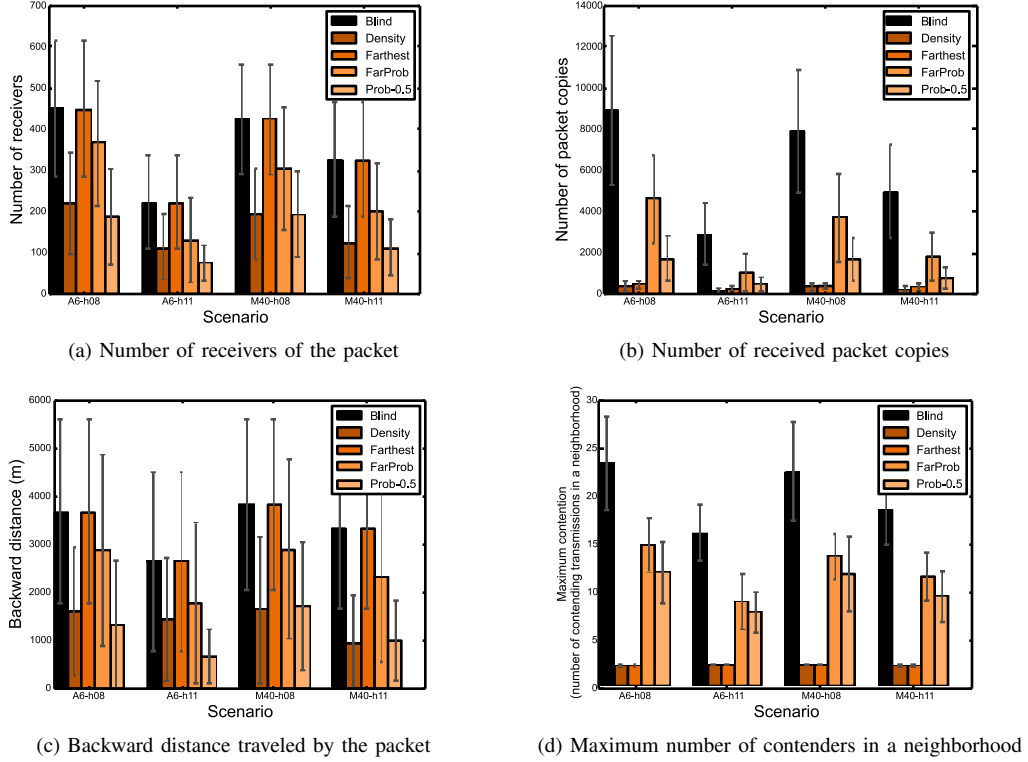 700
600
500
400
300
200
100
0
Number of receivers
Blind
Density
Farthest
FarProb
Prob-0.5
A6-h08
A6-h11
M40-h08
M40-h11
Scenario
(a) Number of receivers of the packet
14000
12000
10000
8000
6000
4000
2000
0
Number of packet copies
Blind
Density
Farthest
FarProb
Prob-0.5
A6-h08
A6-h11
M40-h08
M40-h11
Scenario
(b) Number of received packet copies
6000
5000
4000
3000
2000
1000
0
Backward distance (m)
Blind
Density
Farthest
FarProb
Prob-0.5
A6-h08
A6-h11
M40-h08
M40-h11
Scenario
(c) Backward distance traveled by the packet
30
25
20
15
10
5
0
Maximum contention
(number of contending transmissions in a neighborhood)
Blind
Density
Farthest
FarProb
Prob-0.5
A6-h08
A6-h11
M40-h08
M40-h11
Scenario
(d) Maximum number of contenders in a neighborhood